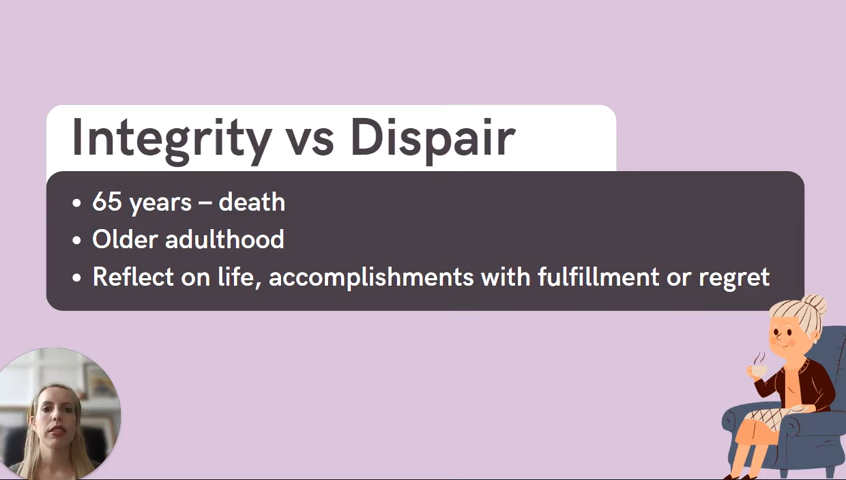 Integrity vs Dispair
• 65 years – death
• Older adulthood
• Reflect on life, accomplishments with fulfillment or regret